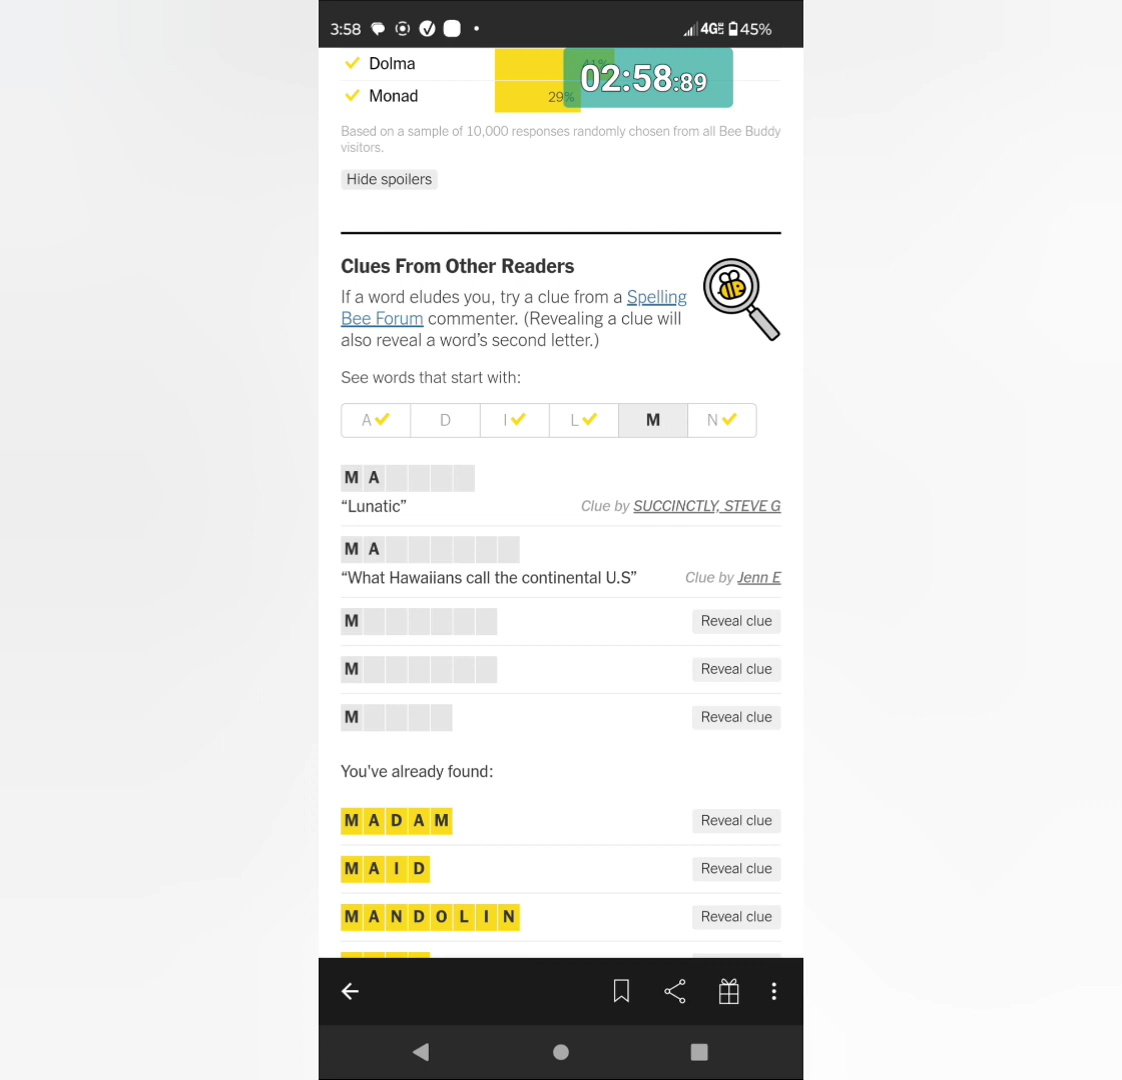 3:58 4GE 45%
Dolma 41%
02:58:89
Monad 29%
Based on a sample of 10,000 responses randomly chosen from all Bee Buddy
visitors.
Hide spoilers
Clues From Other Readers
If a word eludes you, try a clue from a Spelling
Bee Forum commenter. (Revealing a clue will
also reveal a word’s second letter.)
See words that start with:
A D I L M N
M A
“Lunatic” Clue by SUCCINCTLY, STEVE G
M A
“What Hawaiians call the continental U.S” Clue by Jenn E
M Reveal clue
M Reveal clue
M Reveal clue
You've already found:
M A D A M Reveal clue
M A I D Reveal clue
M A N D O L I N Reveal clue